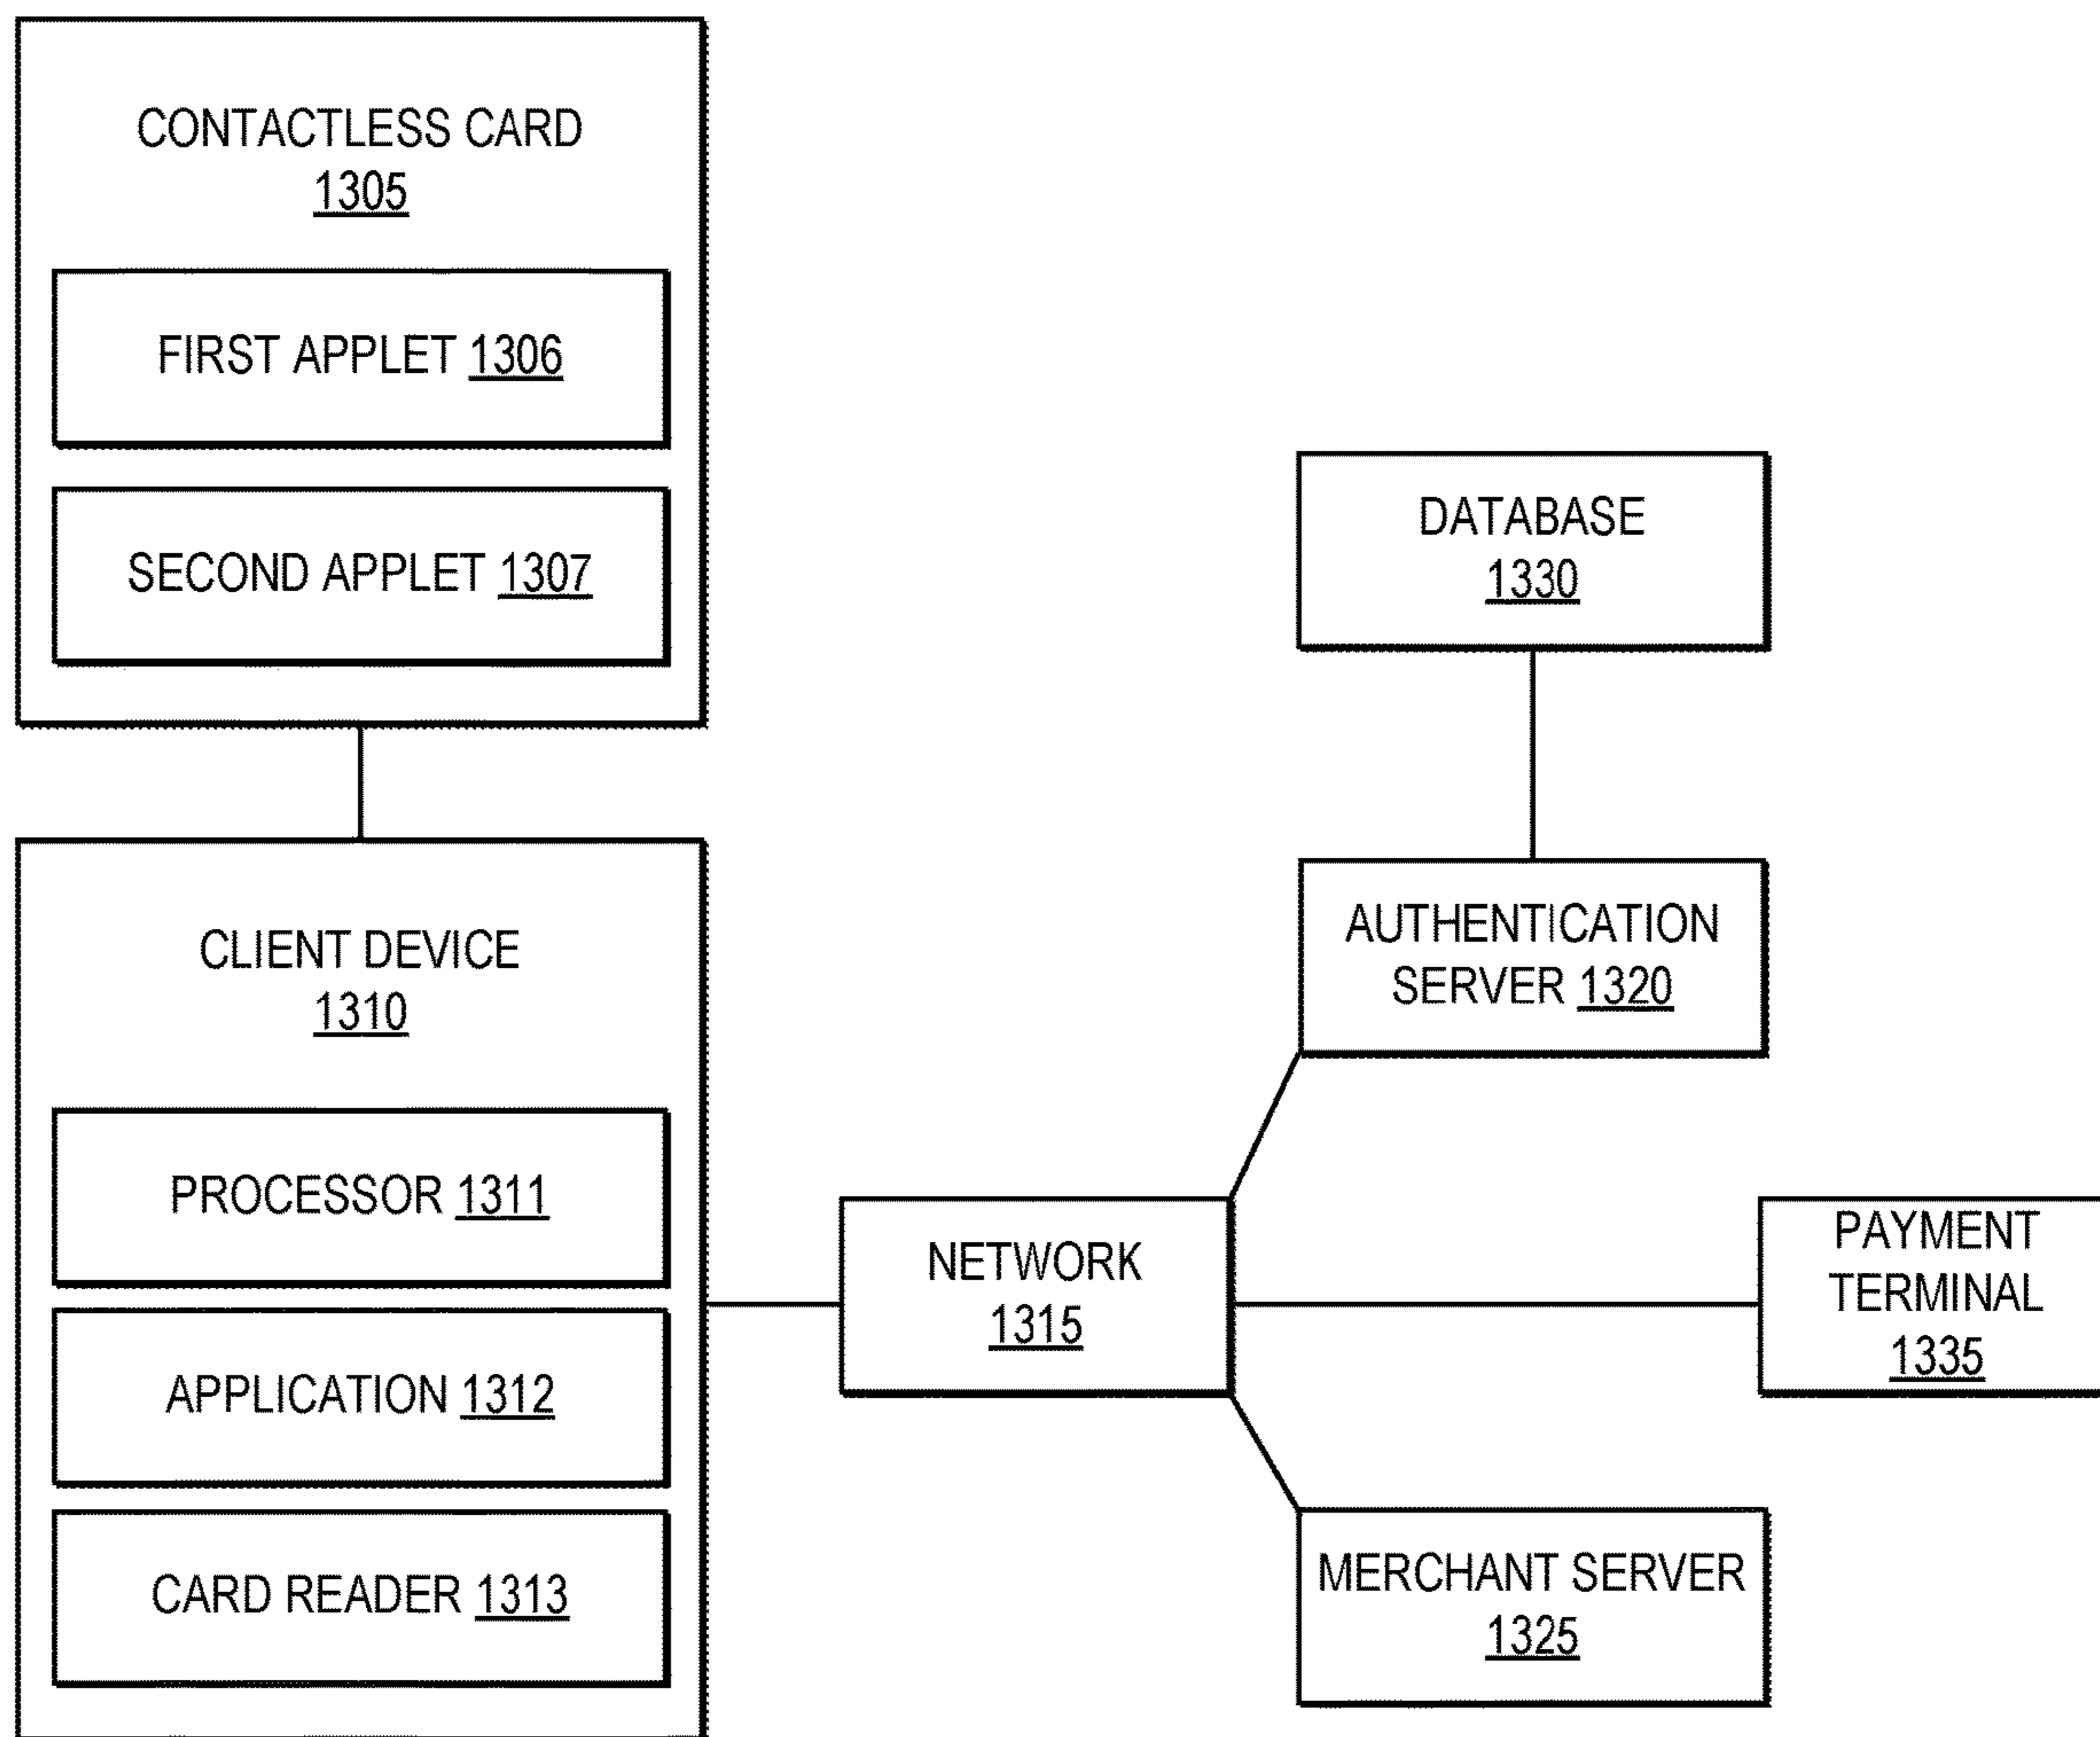 CONTACTLESS CARD
1305
FIRST APPLET 1306
SECOND APPLET 1307
CLIENT DEVICE
1310
PROCESSOR 1311
APPLICATION 1312
CARD READER 1313
NETWORK
1315
DATABASE
1330
AUTHENTICATION
SERVER 1320
PAYMENT
TERMINAL
1335
MERCHANT SERVER
1325